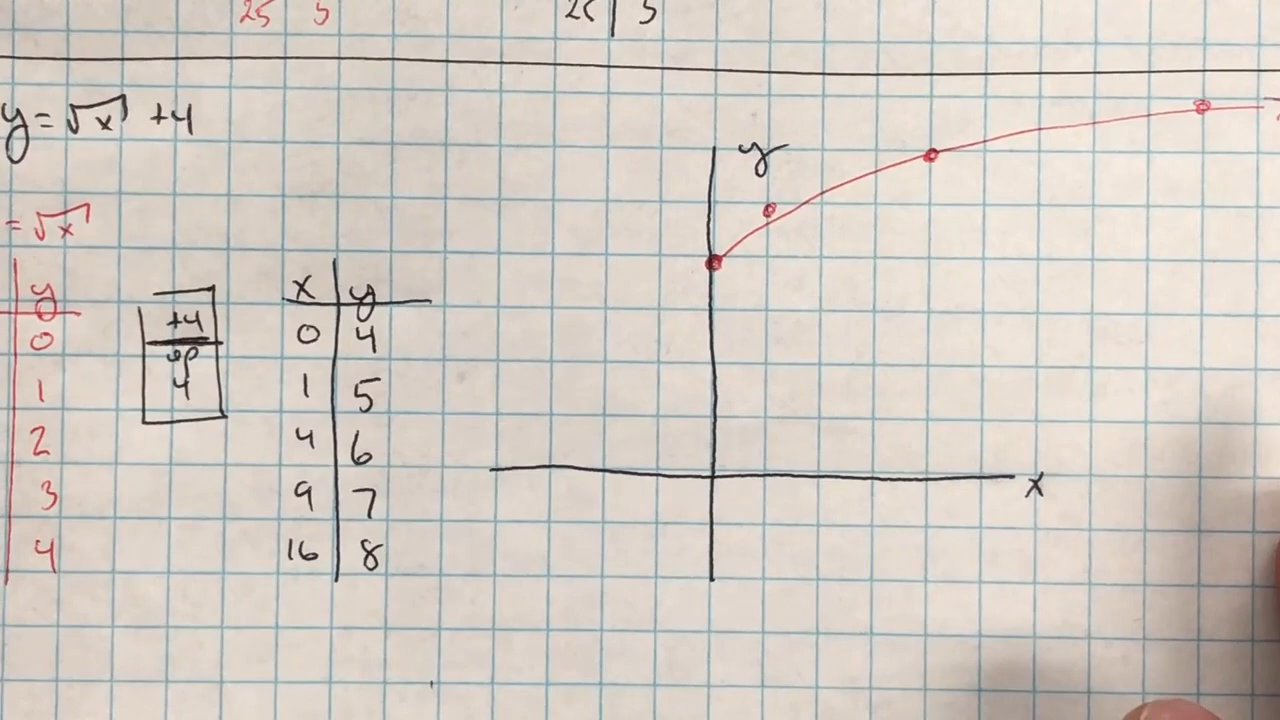 25 5 25 5
y = √x + 4
= √x
y
0
1
2
3
4
+4
up
4
x y
0 4
1 5
4 6
9 7
16 8
y
x